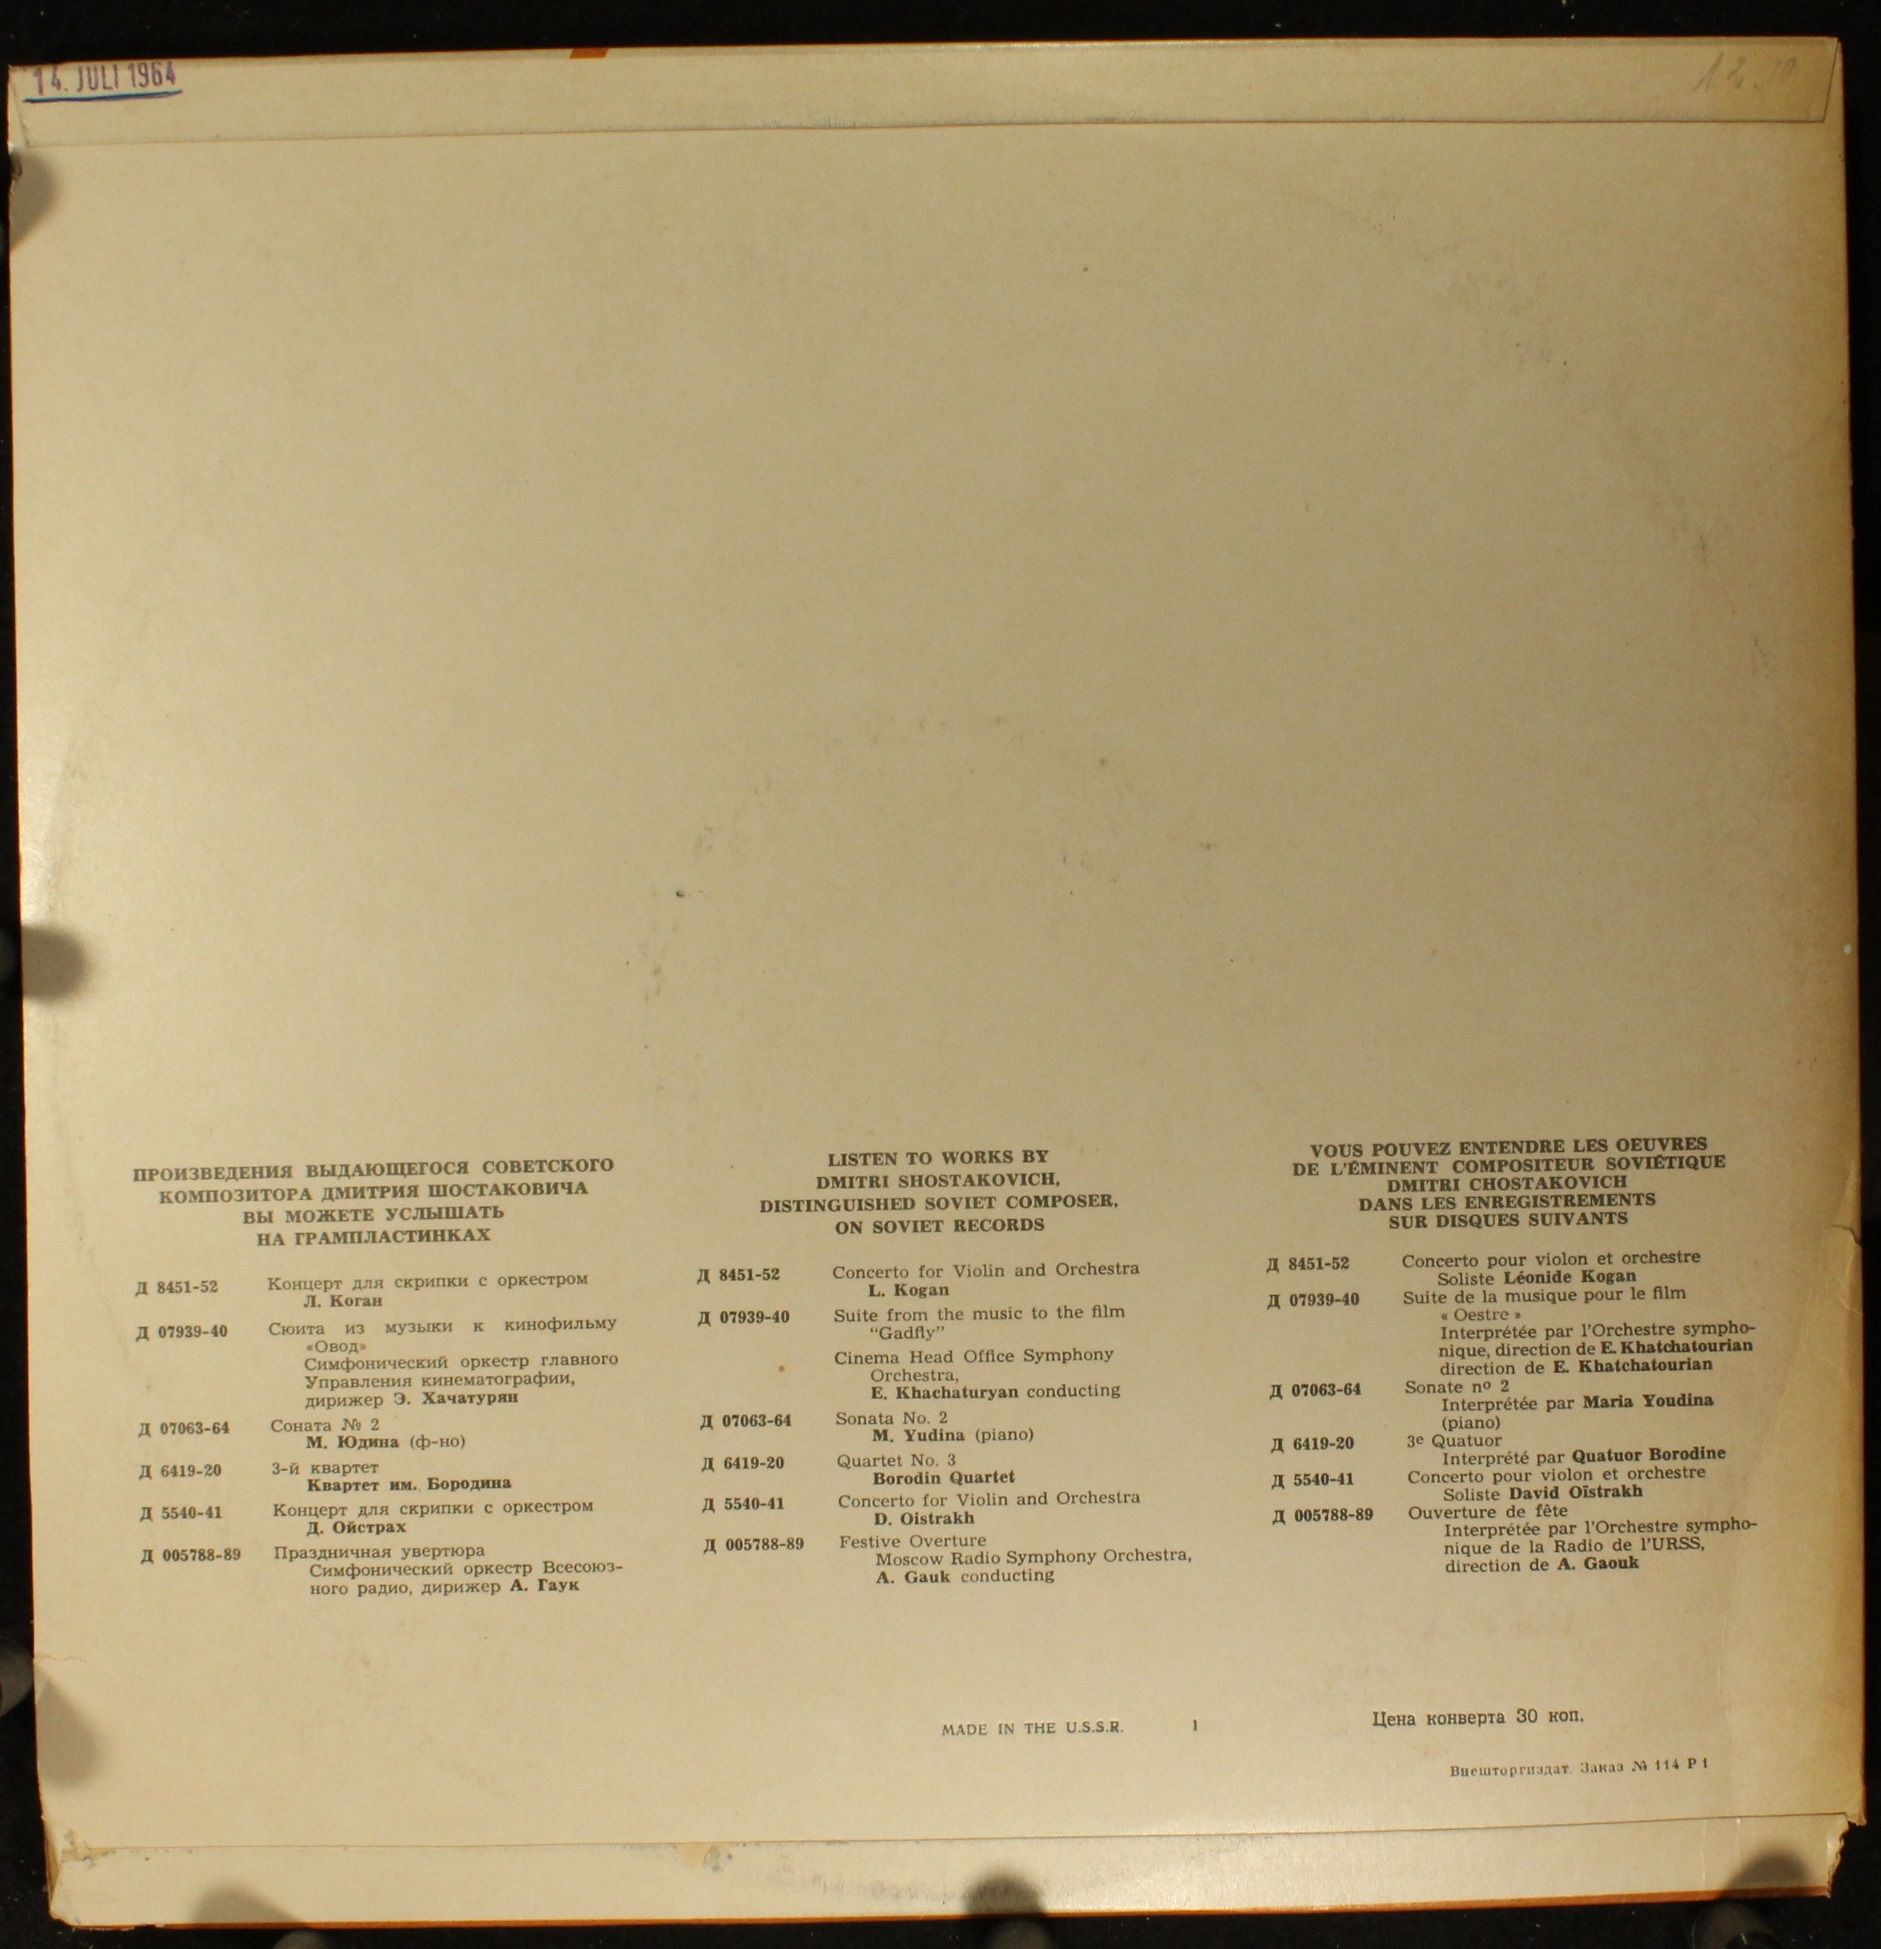 14. JULI 1964
ПРОИЗВЕДЕНИЯ ВЫДАЮЩЕГОСЯ СОВЕТСКОГО
КОМПОЗИТОРА ДМИТРИЯ ШОСТАКОВИЧА
ВЫ МОЖЕТЕ УСЛЫШАТЬ
НА ГРАМПЛАСТИНКАХ
Д 8451-52 Концерт для скрипки с оркестром
Л. Коган
Д 07939-40 Сюита из музыки к кинофильму
«Овод»
Симфонический оркестр главного
Управления кинематографии,
дирижер Э. Хачатурян
Д 07063-64 Соната № 2
М. Юдина (ф-но)
Д 6419-20 3-й квартет
Квартет им. Бородина
Д 5540-41 Концерт для скрипки с оркестром
Д. Ойстрах
Д 005788-89 Праздничная увертюра
Симфонический оркестр Всесоюз-
ного радио, дирижер А. Гаук
LISTEN TO WORKS BY
DMITRI SHOSTAKOVICH,
DISTINGUISHED SOVIET COMPOSER,
ON SOVIET RECORDS
Д 8451-52 Concerto for Violin and Orchestra
L. Kogan
Д 07939-40 Suite from the music to the film
"Gadfly"
Cinema Head Office Symphony
Orchestra,
E. Khachaturyan conducting
Д 07063-64 Sonata No. 2
M. Yudina (piano)
Д 6419-20 Quartet No. 3
Borodin Quartet
Д 5540-41 Concerto for Violin and Orchestra
D. Oistrakh
Д 005788-89 Festive Overture
Moscow Radio Symphony Orchestra,
A. Gauk conducting
VOUS POUVEZ ENTENDRE LES OEUVRES
DE L'ÉMINENT COMPOSITEUR SOVIÉTIQUE
DMITRI CHOSTAKOVICH
DANS LES ENREGISTREMENTS
SUR DISQUES SUIVANTS
Д 8451-52 Concerto pour violon et orchestre
Soliste Léonide Kogan
Д 07939-40 Suite de la musique pour le film
« Oestre »
Interprétée par l'Orchestre sympho-
nique, direction de E. Khatchatourian
direction de E. Khatchatourian
Д 07063-64 Sonate nº 2
Interprétée par Maria Youdina
(piano)
Д 6419-20 3e Quatuor
Interprété par Quatuor Borodine
Д 5540-41 Concerto pour violon et orchestre
Soliste David Oïstrakh
Д 005788-89 Ouverture de fête
Interprétée par l'Orchestre sympho-
nique de la Radio de l'URSS,
direction de A. Gaouk
MADE IN THE U.S.S.R. 1
Цена конверта 30 коп.
Внешторгиздат. Заказ № 114 Р 1